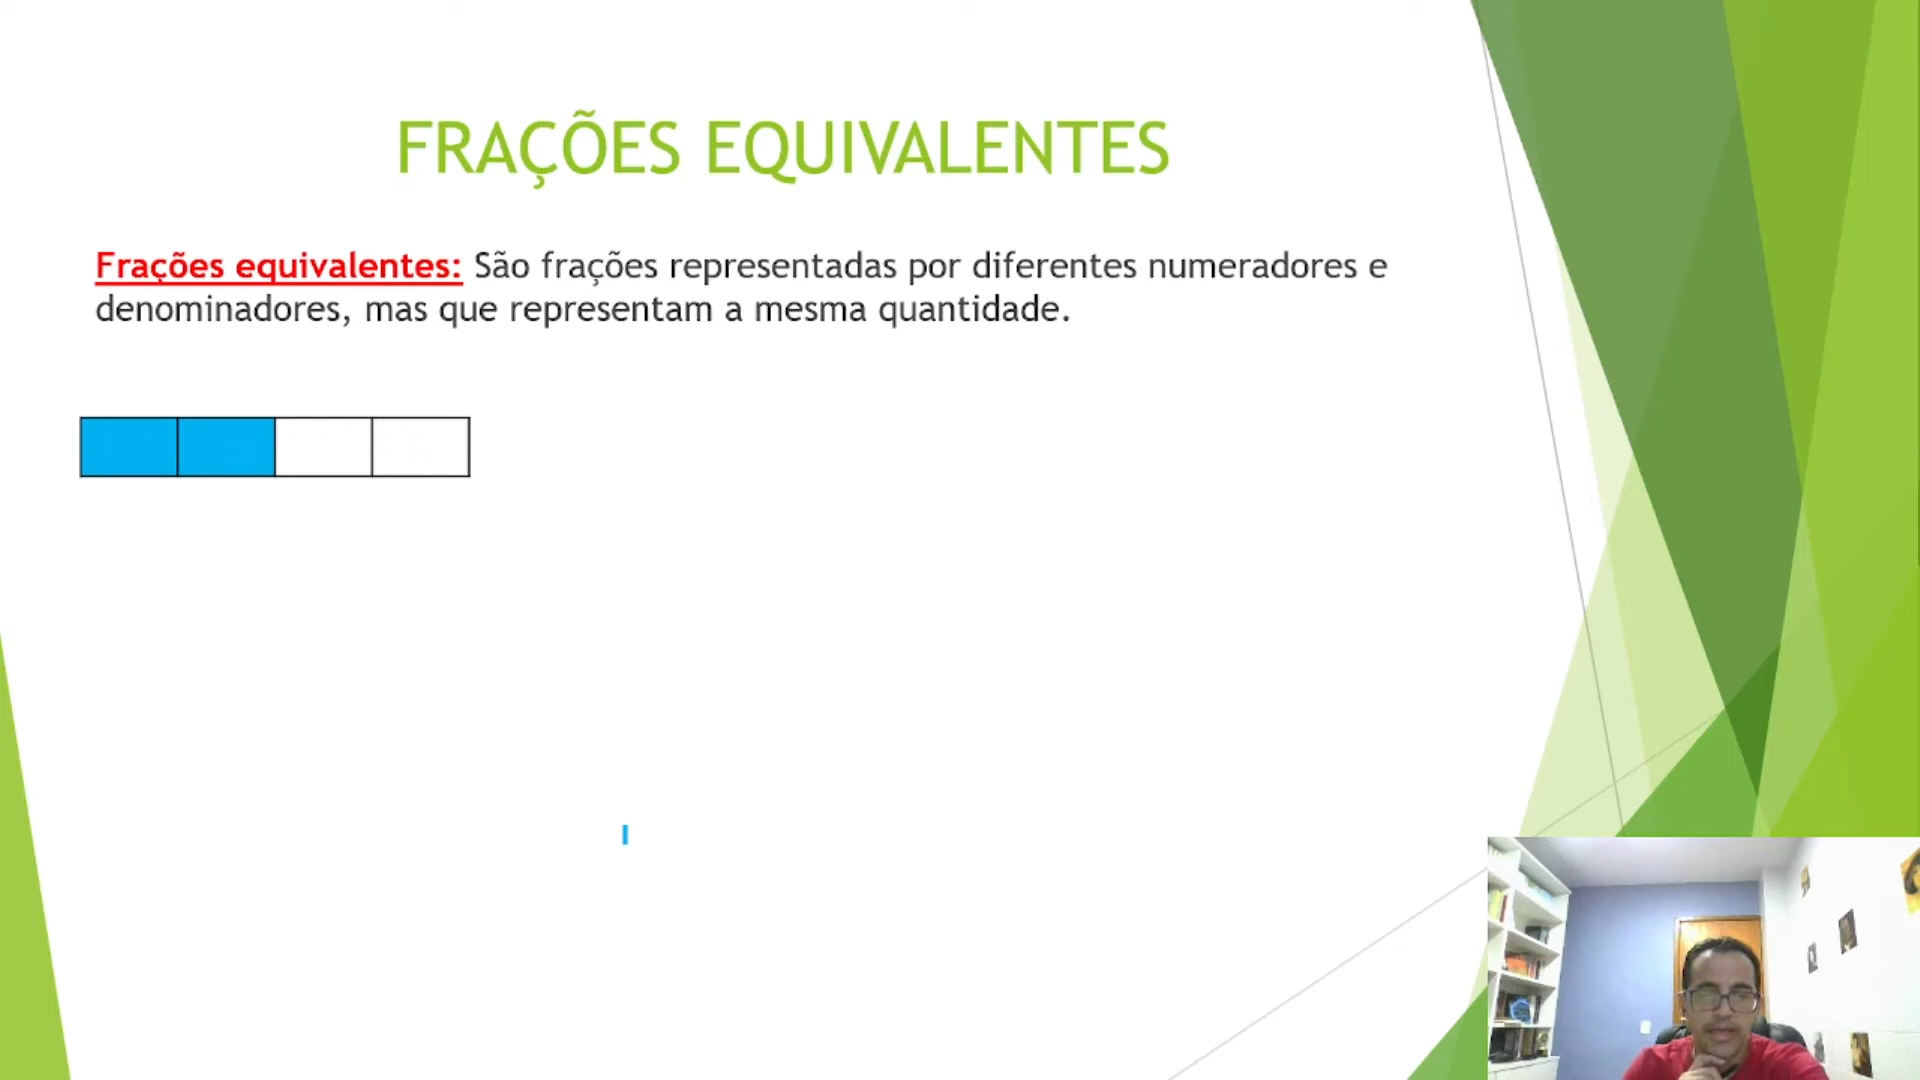 FRAÇÕES EQUIVALENTES
Frações equivalentes: São frações representadas por diferentes numeradores e
denominadores, mas que representam a mesma quantidade.